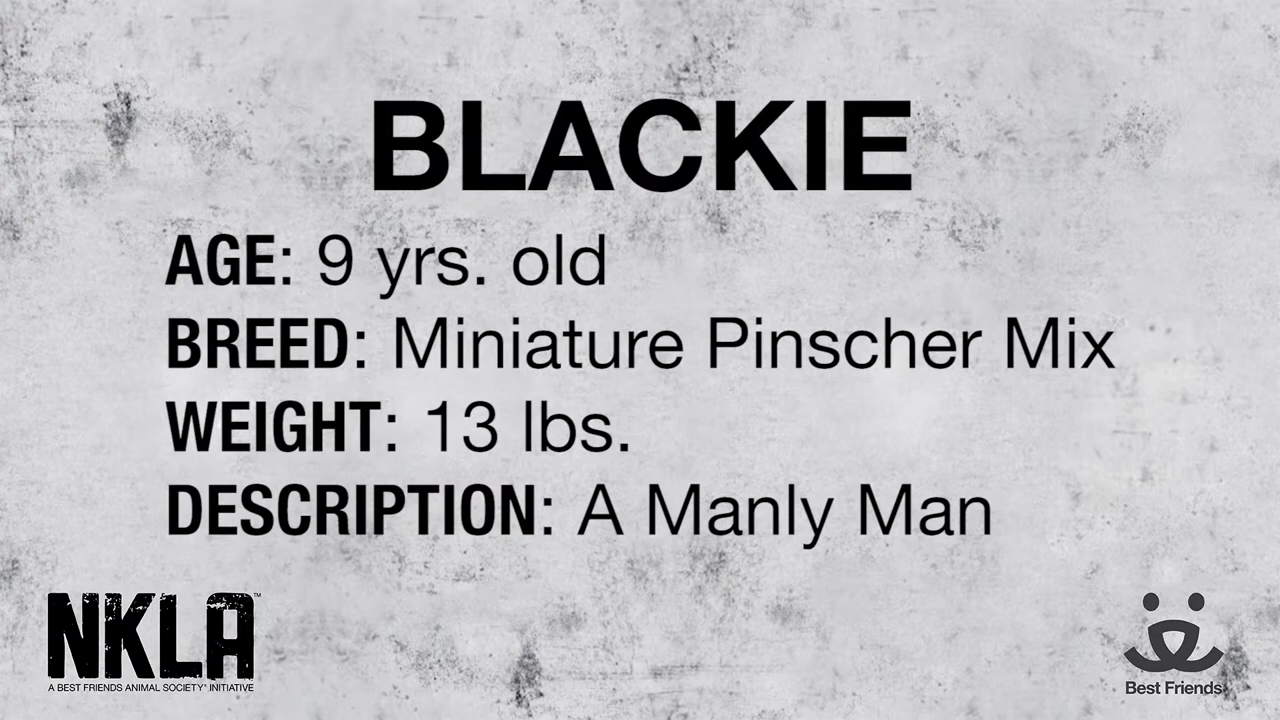 BLACKIE
AGE: 9 yrs. old
BREED: Miniature Pinscher Mix
WEIGHT: 13 lbs.
DESCRIPTION: A Manly Man
NKLA™
A BEST FRIENDS ANIMAL SOCIETY® INITIATIVE
Best Friends